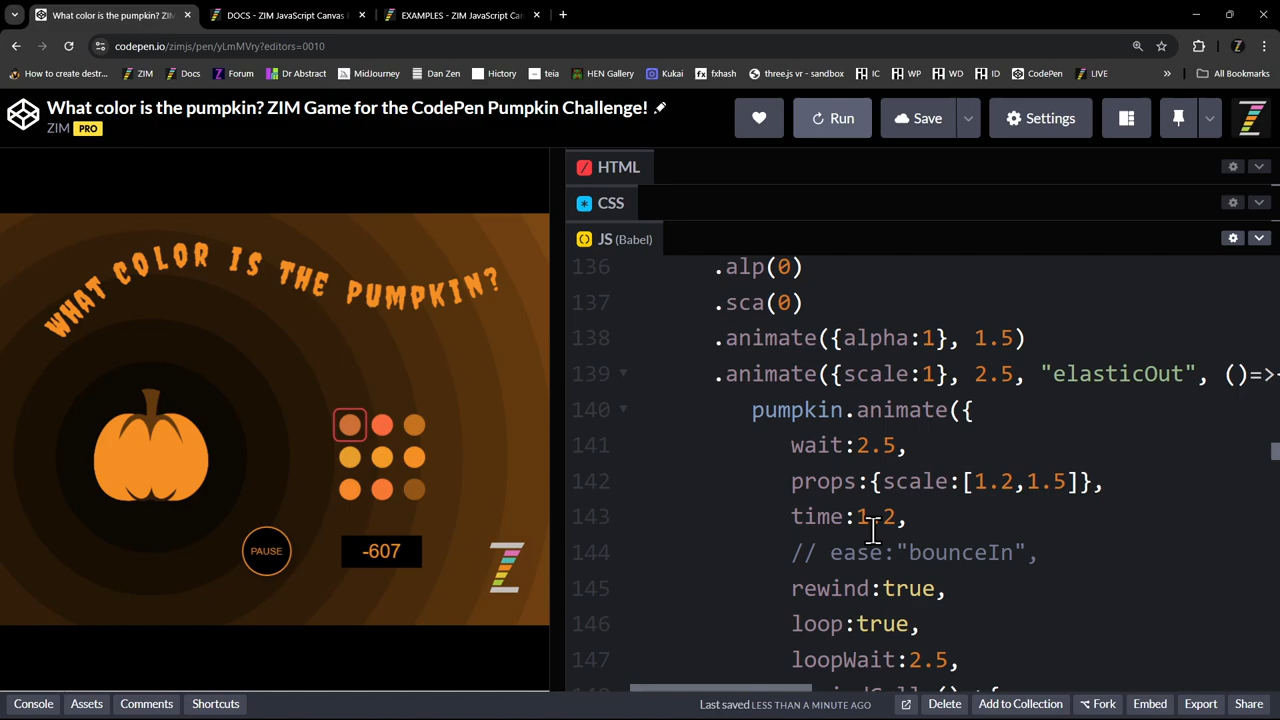 What color is the pumpkin? Z
DOCS - ZIM JavaScript Canvas
EXAMPLES - ZIM JavaScript Can
codepen.io/zimjs/pen/yLmMVry?editors=0010
How to create destr...
ZIM
Docs
Forum
Dr Abstract
MidJourney
Dan Zen
Hictory
teia
HEN Gallery
Kukai
fxhash
three.js vr - sandbox
IC
WP
WD
ID
CodePen
LIVE
»
All Bookmarks
What color is the pumpkin? ZIM Game for the CodePen Pumpkin Challenge!
ZIM PRO
Run
Save
Settings
WHAT COLOR IS THE PUMPKIN?
PAUSE
-607
HTML
CSS
JS (Babel)
136 .alp(0)
137 .sca(0)
138 .animate({alpha:1}, 1.5)
139 .animate({scale:1}, 2.5, "elasticOut", ()=>
140 pumpkin.animate({
141 wait:2.5,
142 props:{scale:[1.2,1.5]},
143 time:1.2,
144 // ease:"bounceIn",
145 rewind:true,
146 loop:true,
147 loopWait:2.5,
Console
Assets
Comments
Shortcuts
Last saved LESS THAN A MINUTE AGO
Delete
Add to Collection
Fork
Embed
Export
Share